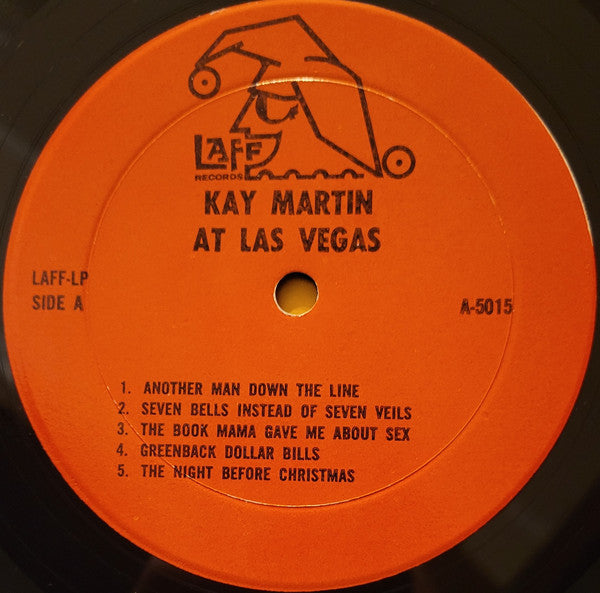 LAFF
RECORDS
KAY MARTIN
AT LAS VEGAS
LAFF-LP
SIDE A
A-5015
1. ANOTHER MAN DOWN THE LINE
2. SEVEN BELLS INSTEAD OF SEVEN VEILS
3. THE BOOK MAMA GAVE ME ABOUT SEX
4. GREENBACK DOLLAR BILLS
5. THE NIGHT BEFORE CHRISTMAS